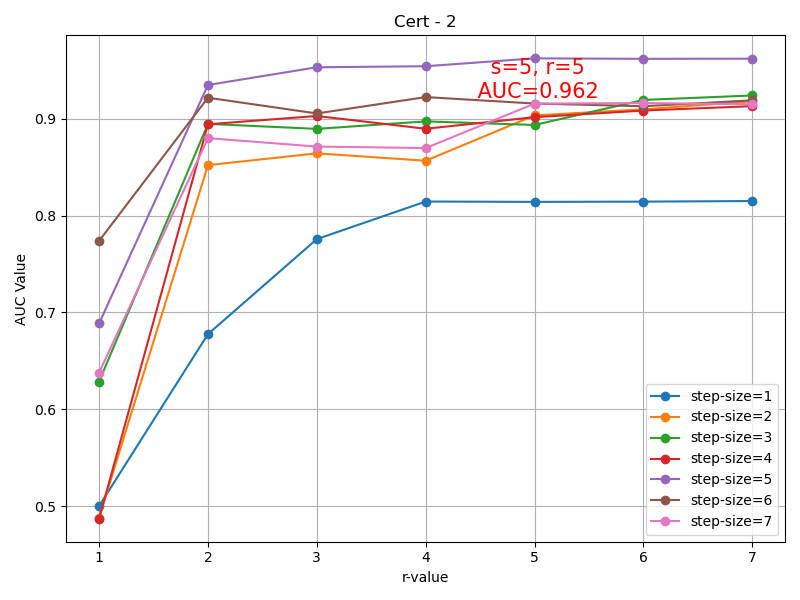 Cert - 2
s=5, r=5
AUC=0.962
AUC Value
0.9
0.8
0.7
0.6
0.5
1 2 3 4 5 6 7
r-value
step-size=1
step-size=2
step-size=3
step-size=4
step-size=5
step-size=6
step-size=7